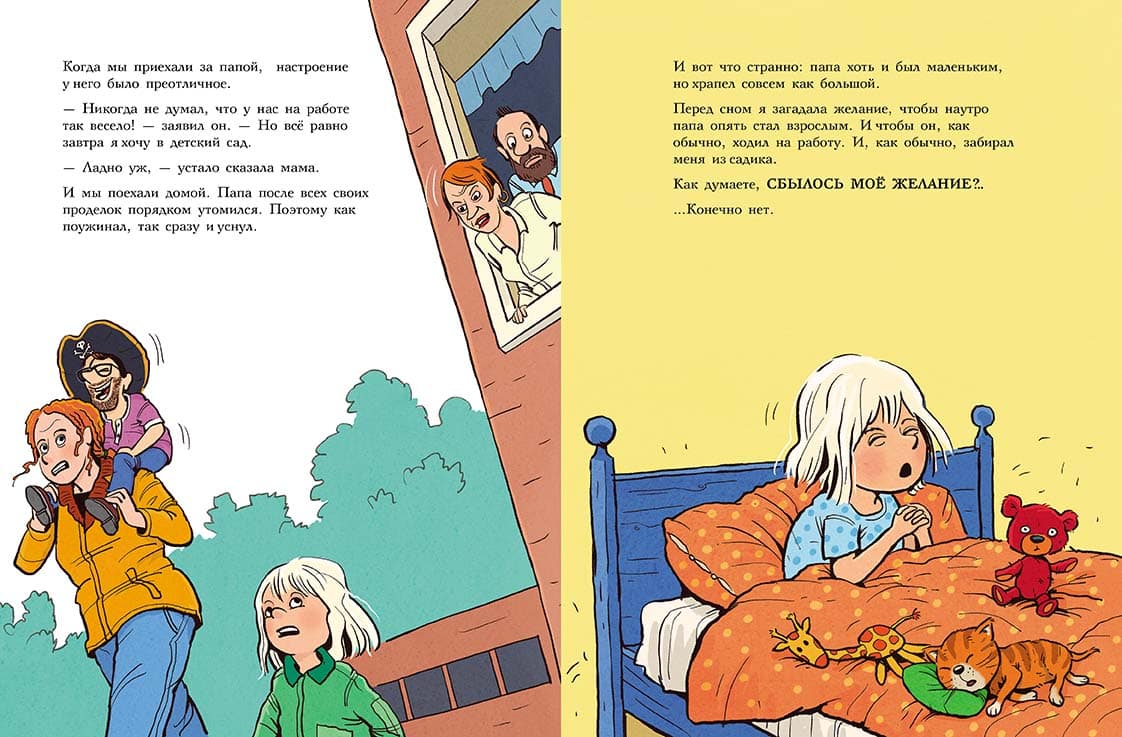 Когда мы приехали за папой, настроение
у него было преотличное.
— Никогда не думал, что у нас на работе
так весело! — заявил он. — Но всё равно
завтра я хочу в детский сад.
— Ладно уж, — устало сказала мама.
И мы поехали домой. Папа после всех своих
проделок порядком утомился. Поэтому как
поужинал, так сразу и уснул.
И вот что странно: папа хоть и был маленьким,
но храпел совсем как большой.
Перед сном я загадала желание, чтобы наутро
папа опять стал взрослым. И чтобы он, как
обычно, ходил на работу. И, как обычно, забирал
меня из садика.
Как думаете, СБЫЛОСЬ МОЁ ЖЕЛАНИЕ?..
...Конечно нет.